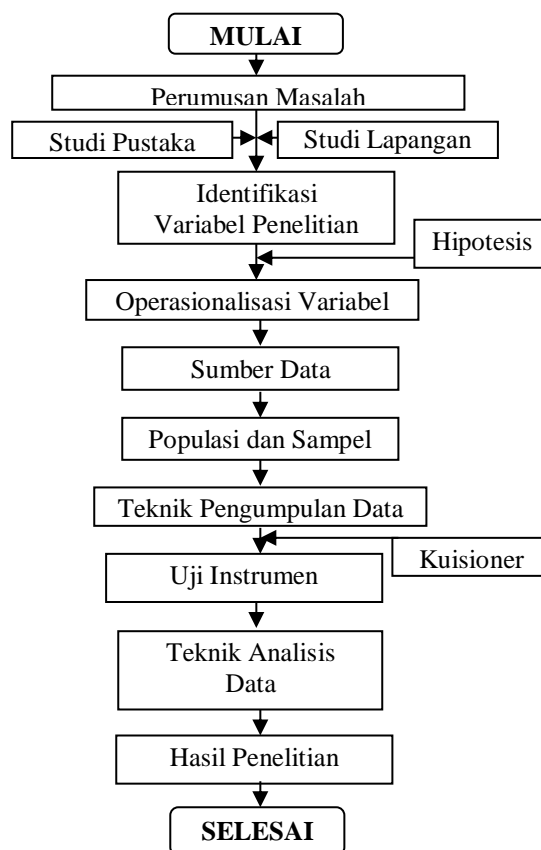 MULAI
Perumusan Masalah
Studi Pustaka
Studi Lapangan
Identifikasi
Variabel Penelitian
Hipotesis
Operasionalisasi Variabel
Sumber Data
Populasi dan Sampel
Teknik Pengumpulan Data
Kuisioner
Uji Instrumen
Teknik Analisis
Data
Hasil Penelitian
SELESAI